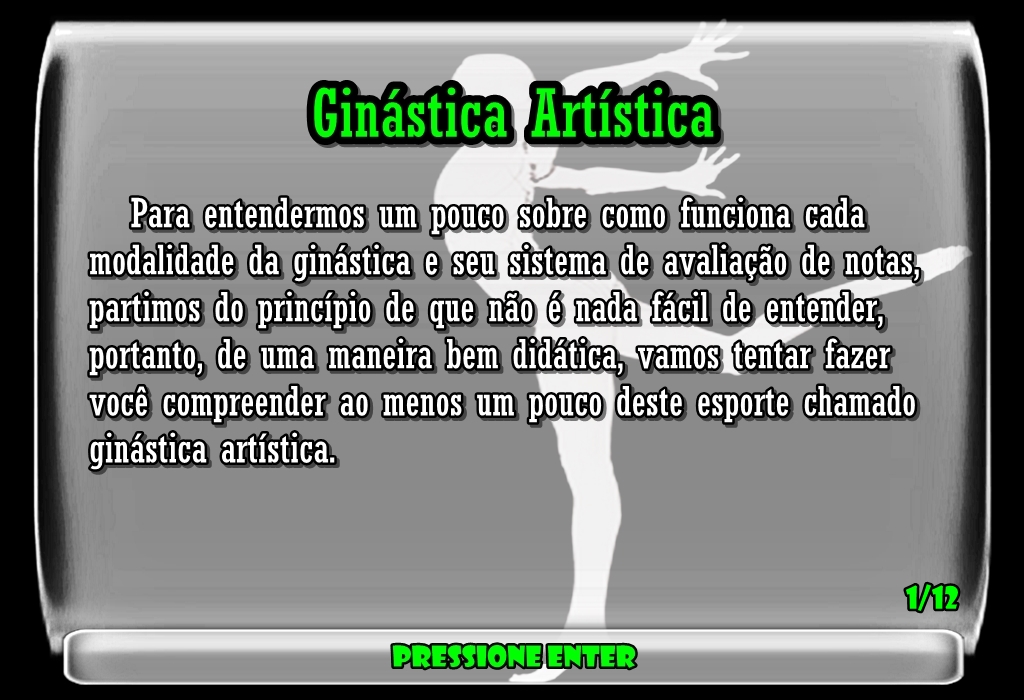 Ginástica Artística
Para entendermos um pouco sobre como funciona cada
modalidade da ginástica e seu sistema de avaliação de notas,
partimos do princípio de que não é nada fácil de entender,
portanto, de uma maneira bem didática, vamos tentar fazer
você compreender ao menos um pouco deste esporte chamado
ginástica artística.
1/12
PRESSIONE ENTER